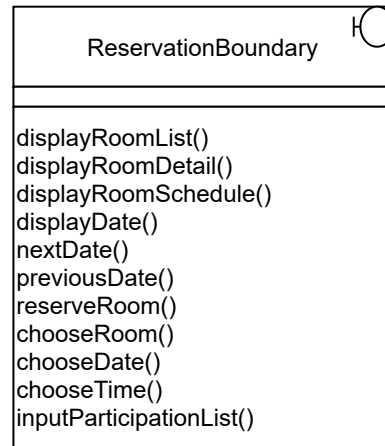 ReservationBoundary
displayRoomList()
displayRoomDetail()
displayRoomSchedule()
displayDate()
nextDate()
previousDate()
reserveRoom()
chooseRoom()
chooseDate()
chooseTime()
inputParticipationList()